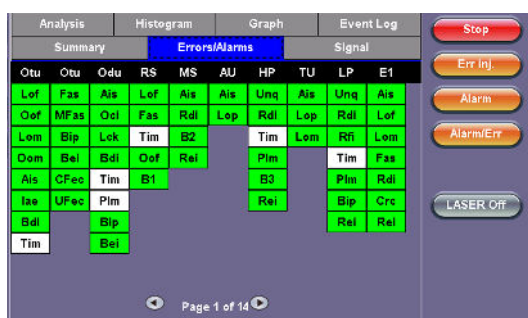 Analysis Histogram Graph Event Log
Summary Errors/Alarms Signal
Otu Otu Odu RS MS AU HP TU LP E1
Lof Fas Ais Lof Ais Ais Unq Ais Unq Ais
Oof MFas Oci Fas Rdi Lop Rdi Lop Rdi Lof
Lom Bip Lck Tim B2 Tim Lom Rfi Lom
Oom Bei Bdi Oof Rei Plm Tim Fas
Ais CFec Tim B1 B3 Plm Rdi
Iae UFec Plm Rei Bip Crc
Bdi Bip Rei Rei
Tim Bei
Page 1 of 14
Stop
Err Inj.
Alarm
Alarm/Err
LASER Off